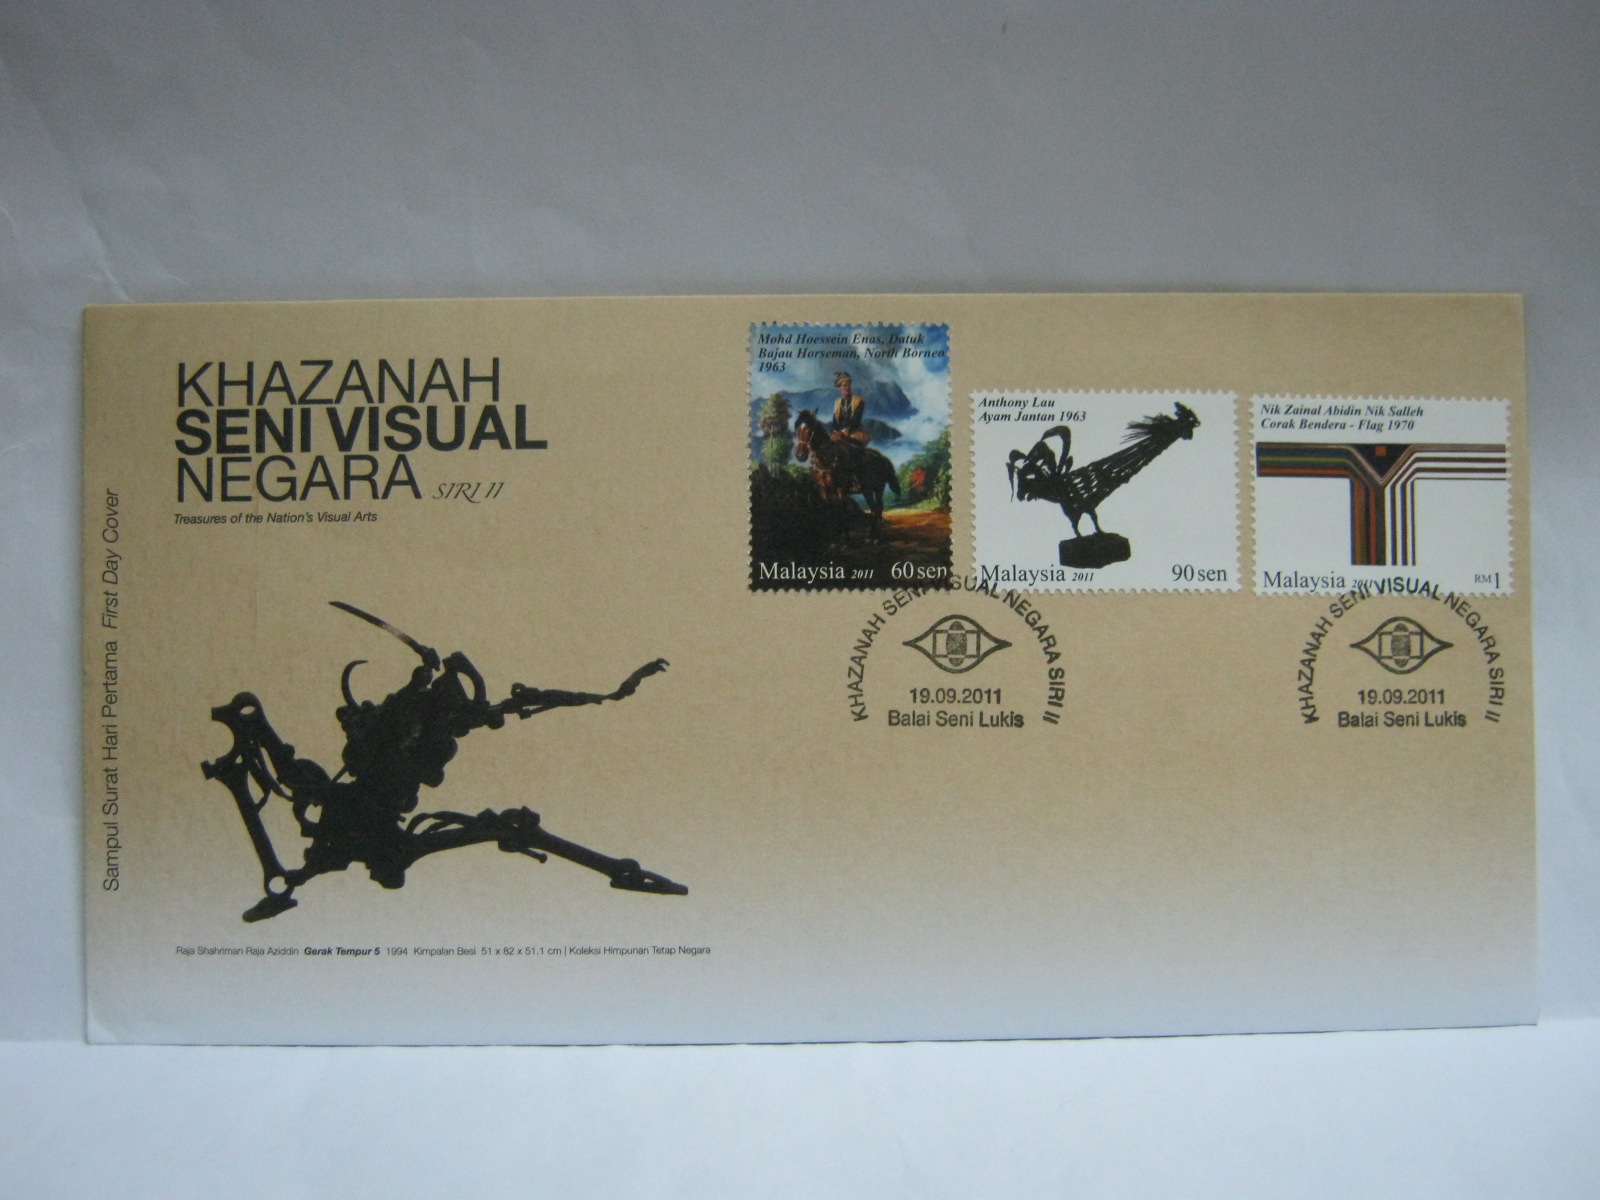 KHAZANAH
SENI VISUAL
NEGARA SIRI II
Treasures of the Nation's Visual Arts
Sampul Surat Hari Pertama First Day Cover
Raja Shahriman Raja Aziddin Gerak Tempur 5 1994 Kimpalan Besi 51 x 82 x 51.1 cm | Koleksi Himpunan Tetap Negara
Mohd Hoessein Enas, Datuk
Bajau Horseman, North Borneo
1963
Malaysia 2011 60 sen
Anthony Lau
Ayam Jantan 1963
Malaysia 2011 90 sen
Nik Zainal Abidin Nik Salleh
Corak Bendera - Flag 1970
Malaysia 2011 RM1
KHAZANAH SENI VISUAL NEGARA SIRI II
19.09.2011
Balai Seni Lukis
KHAZANAH SENI VISUAL NEGARA SIRI II
19.09.2011
Balai Seni Lukis